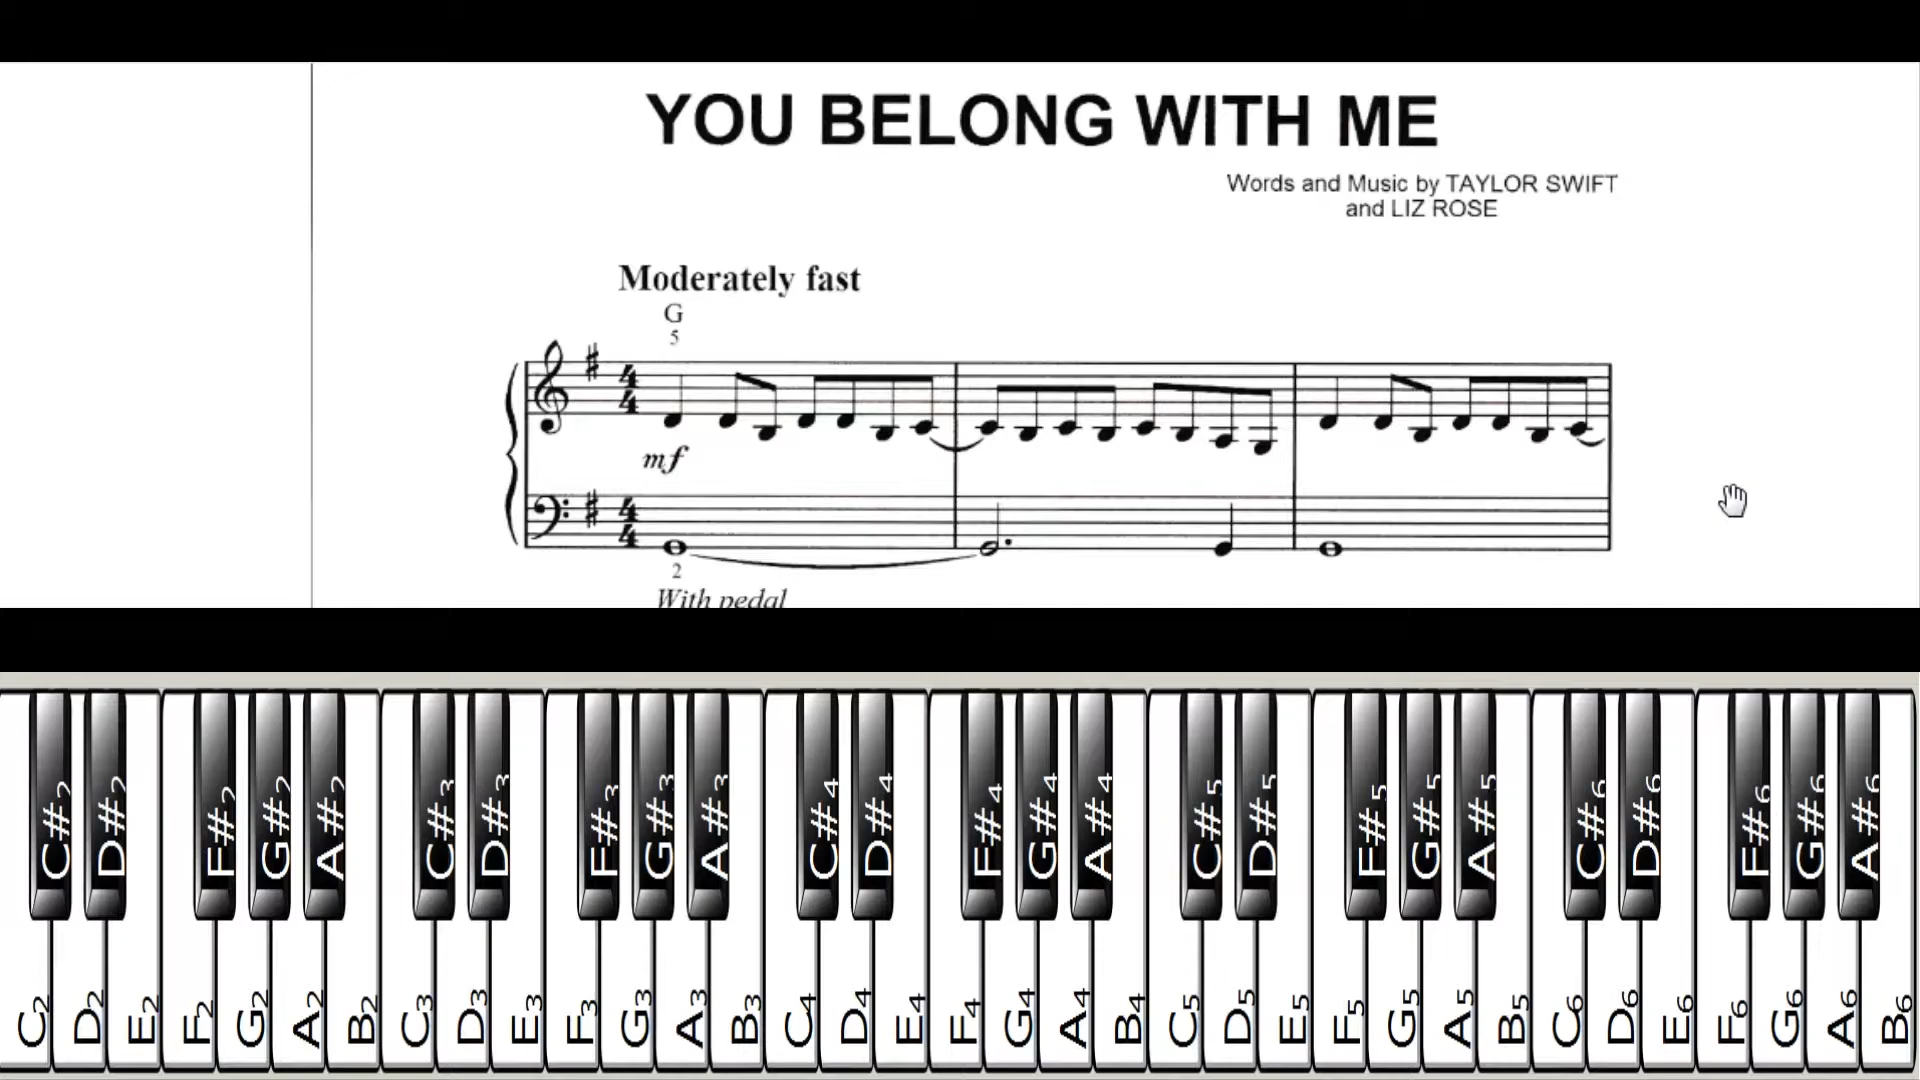 YOU BELONG WITH ME
Words and Music by TAYLOR SWIFT
and LIZ ROSE
Moderately fast
G
5
4
4
mf
4
4
2
With pedal
C#2 D#2 F#2 G#2 A#2 C#3 D#3 F#3 G#3 A#3 C#4 D#4 F#4 G#4 A#4 C#5 D#5 F#5 G#5 A#5 C#6 D#6 F#6 G#6 A#6
C2 D2 E2 F2 G2 A2 B2 C3 D3 E3 F3 G3 A3 B3 C4 D4 E4 F4 G4 A4 B4 C5 D5 E5 F5 G5 A5 B5 C6 D6 E6 F6 G6 A6 B6